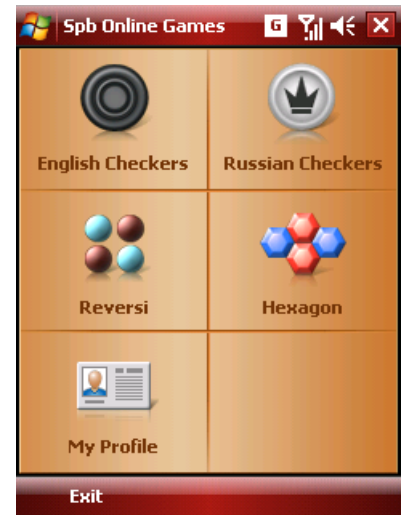 Spb Online Games
G
English Checkers
Russian Checkers
Reversi
Hexagon
My Profile
Exit